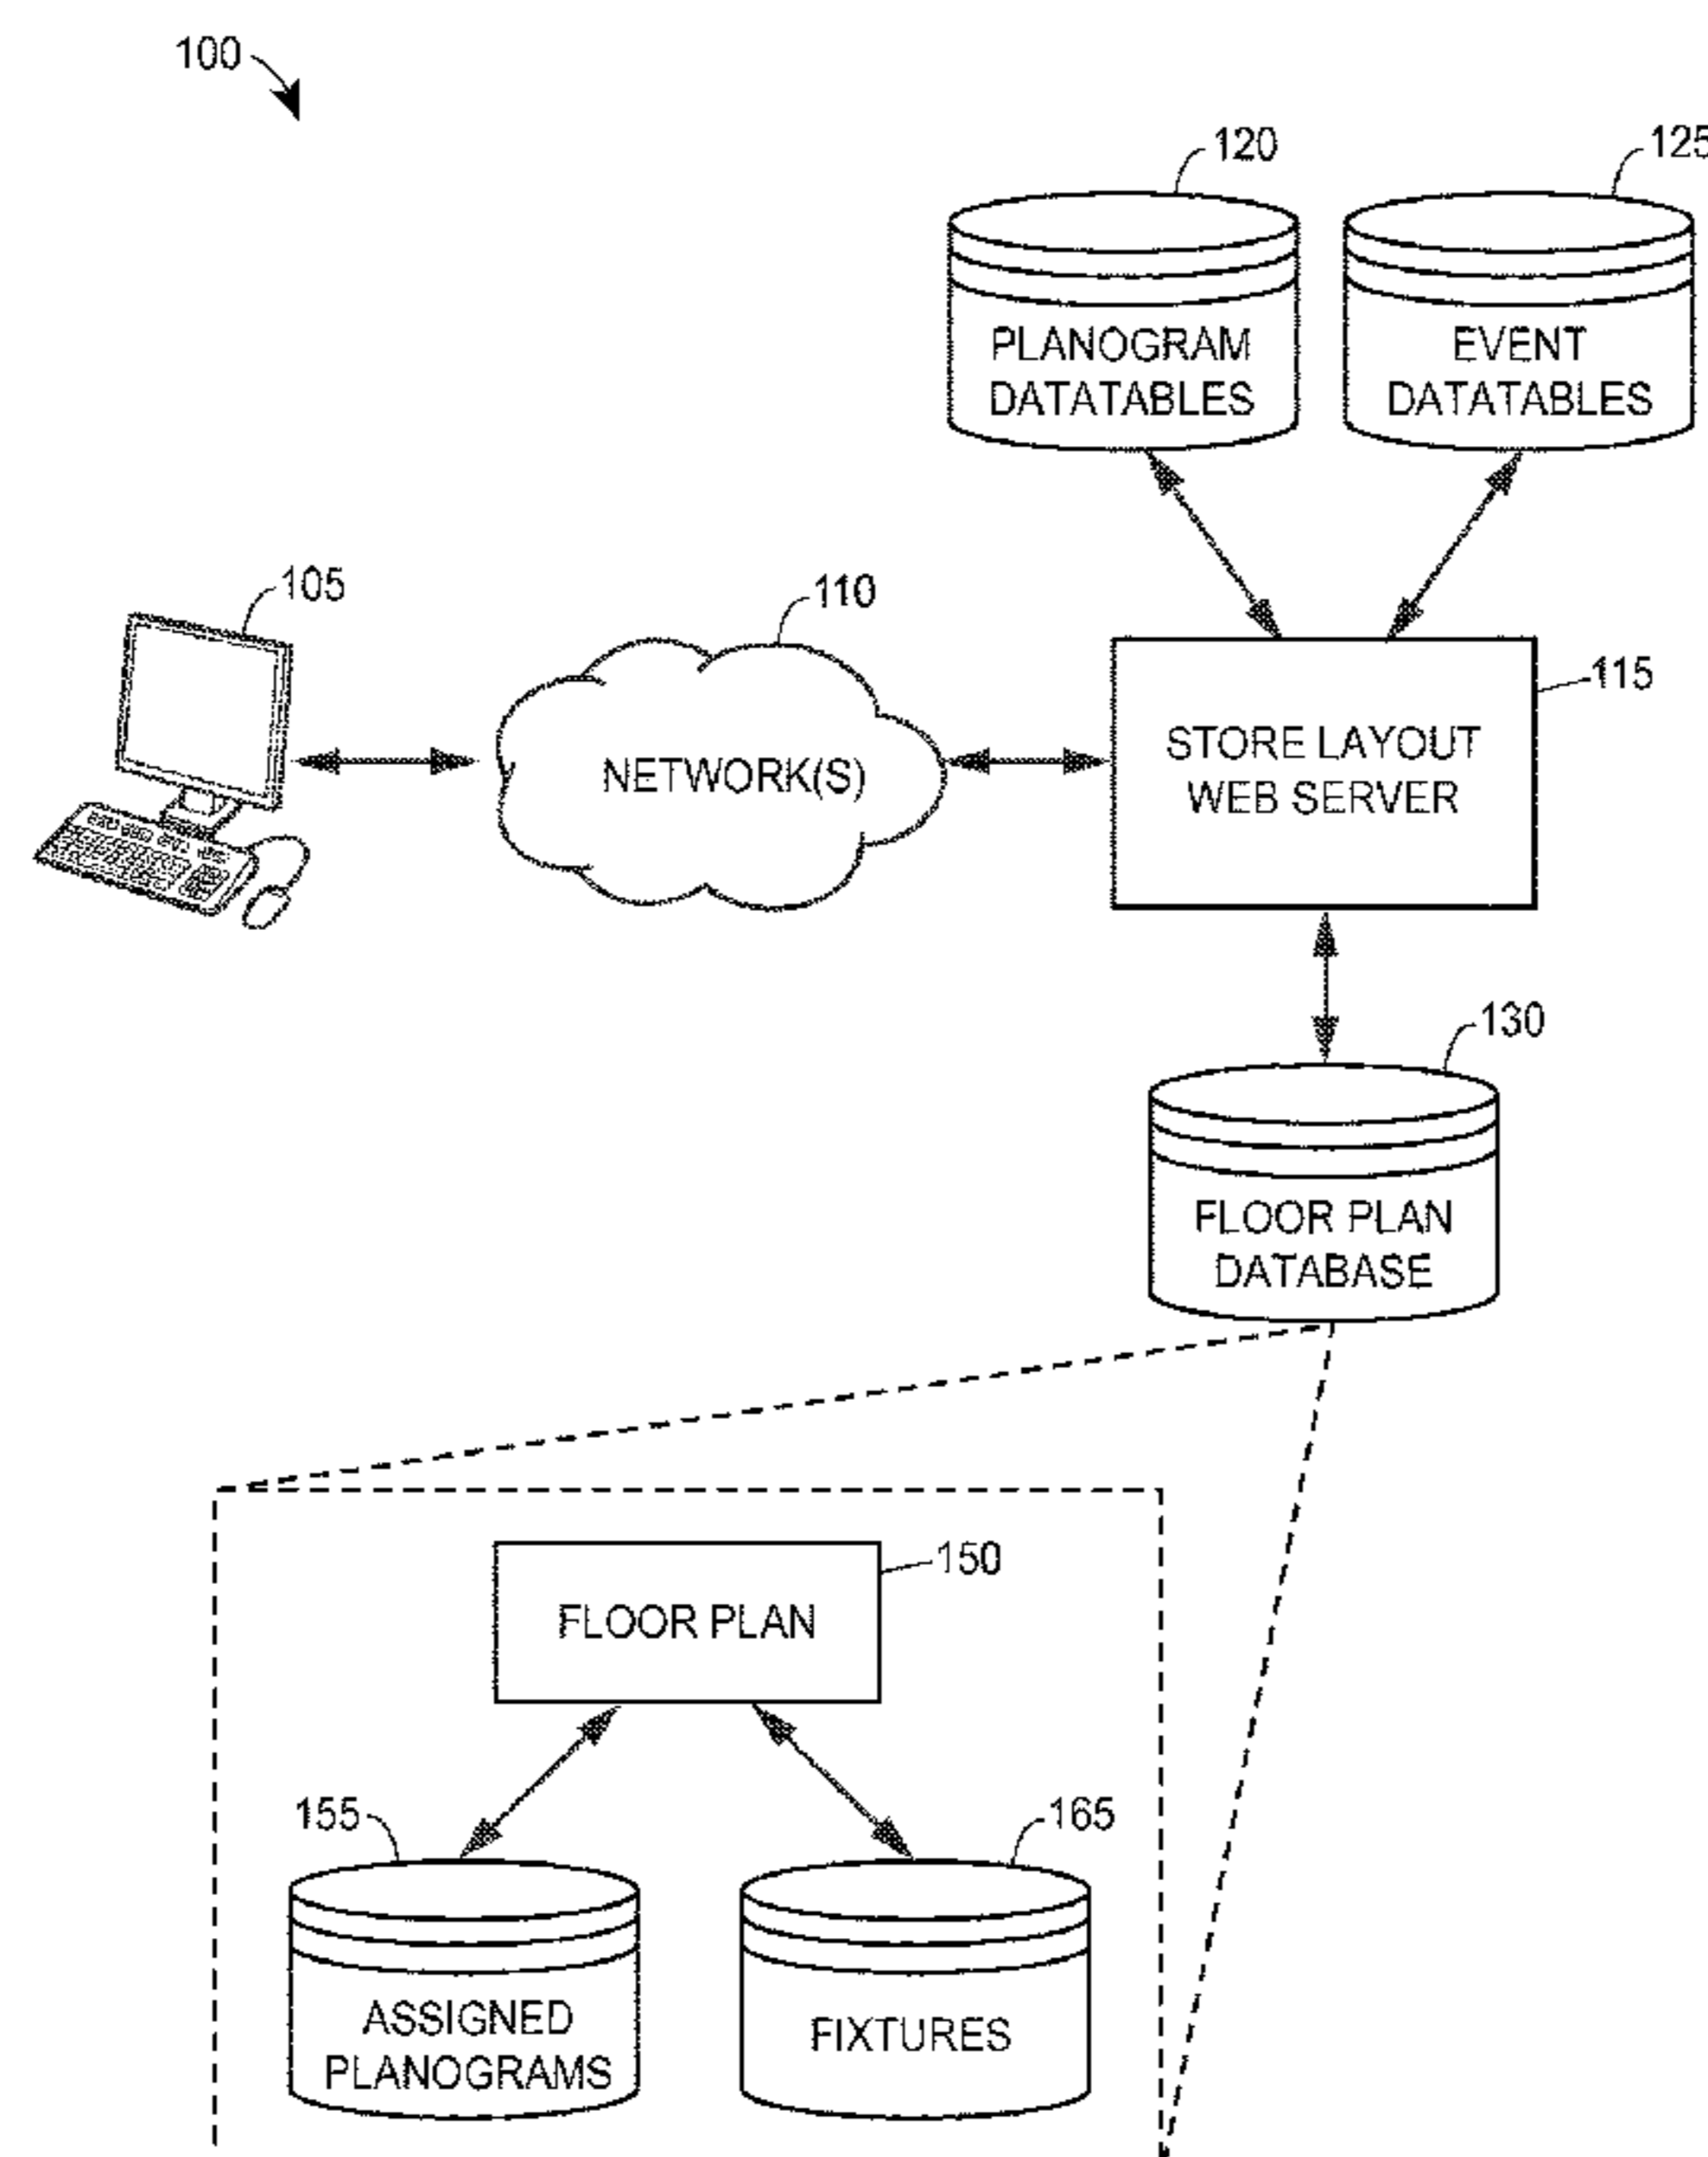 100
120
125
PLANOGRAM
DATATABLES
EVENT
DATATABLES
105
110
115
NETWORK(S)
STORE LAYOUT
WEB SERVER
130
FLOOR PLAN
DATABASE
150
FLOOR PLAN
155
165
ASSIGNED
PLANOGRAMS
FIXTURES